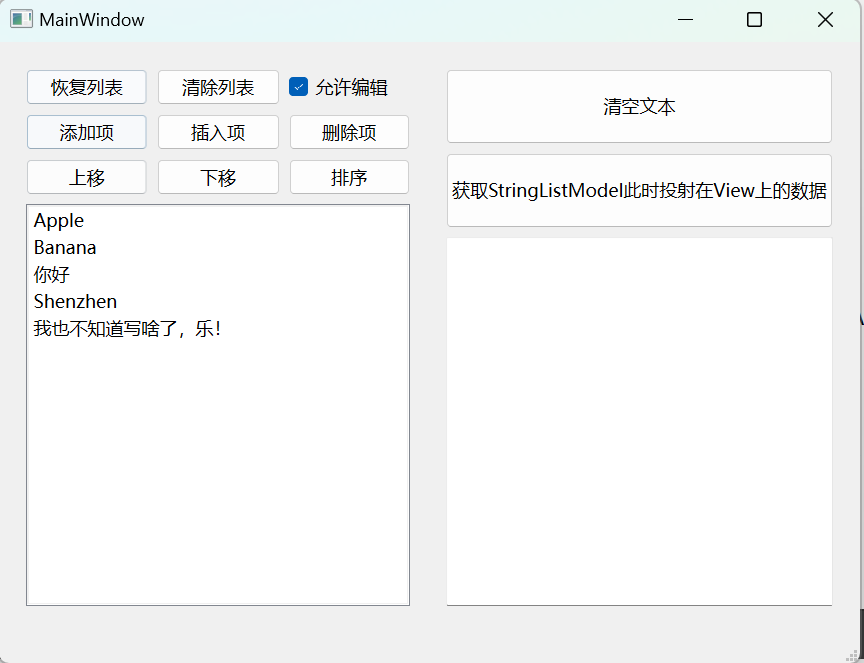 MainWindow
恢复列表 清除列表 允许编辑
添加项 插入项 删除项
上移 下移 排序
Apple
Banana
你好
Shenzhen
我也不知道写啥了，乐！
清空文本
获取StringListModel此时投射在View上的数据